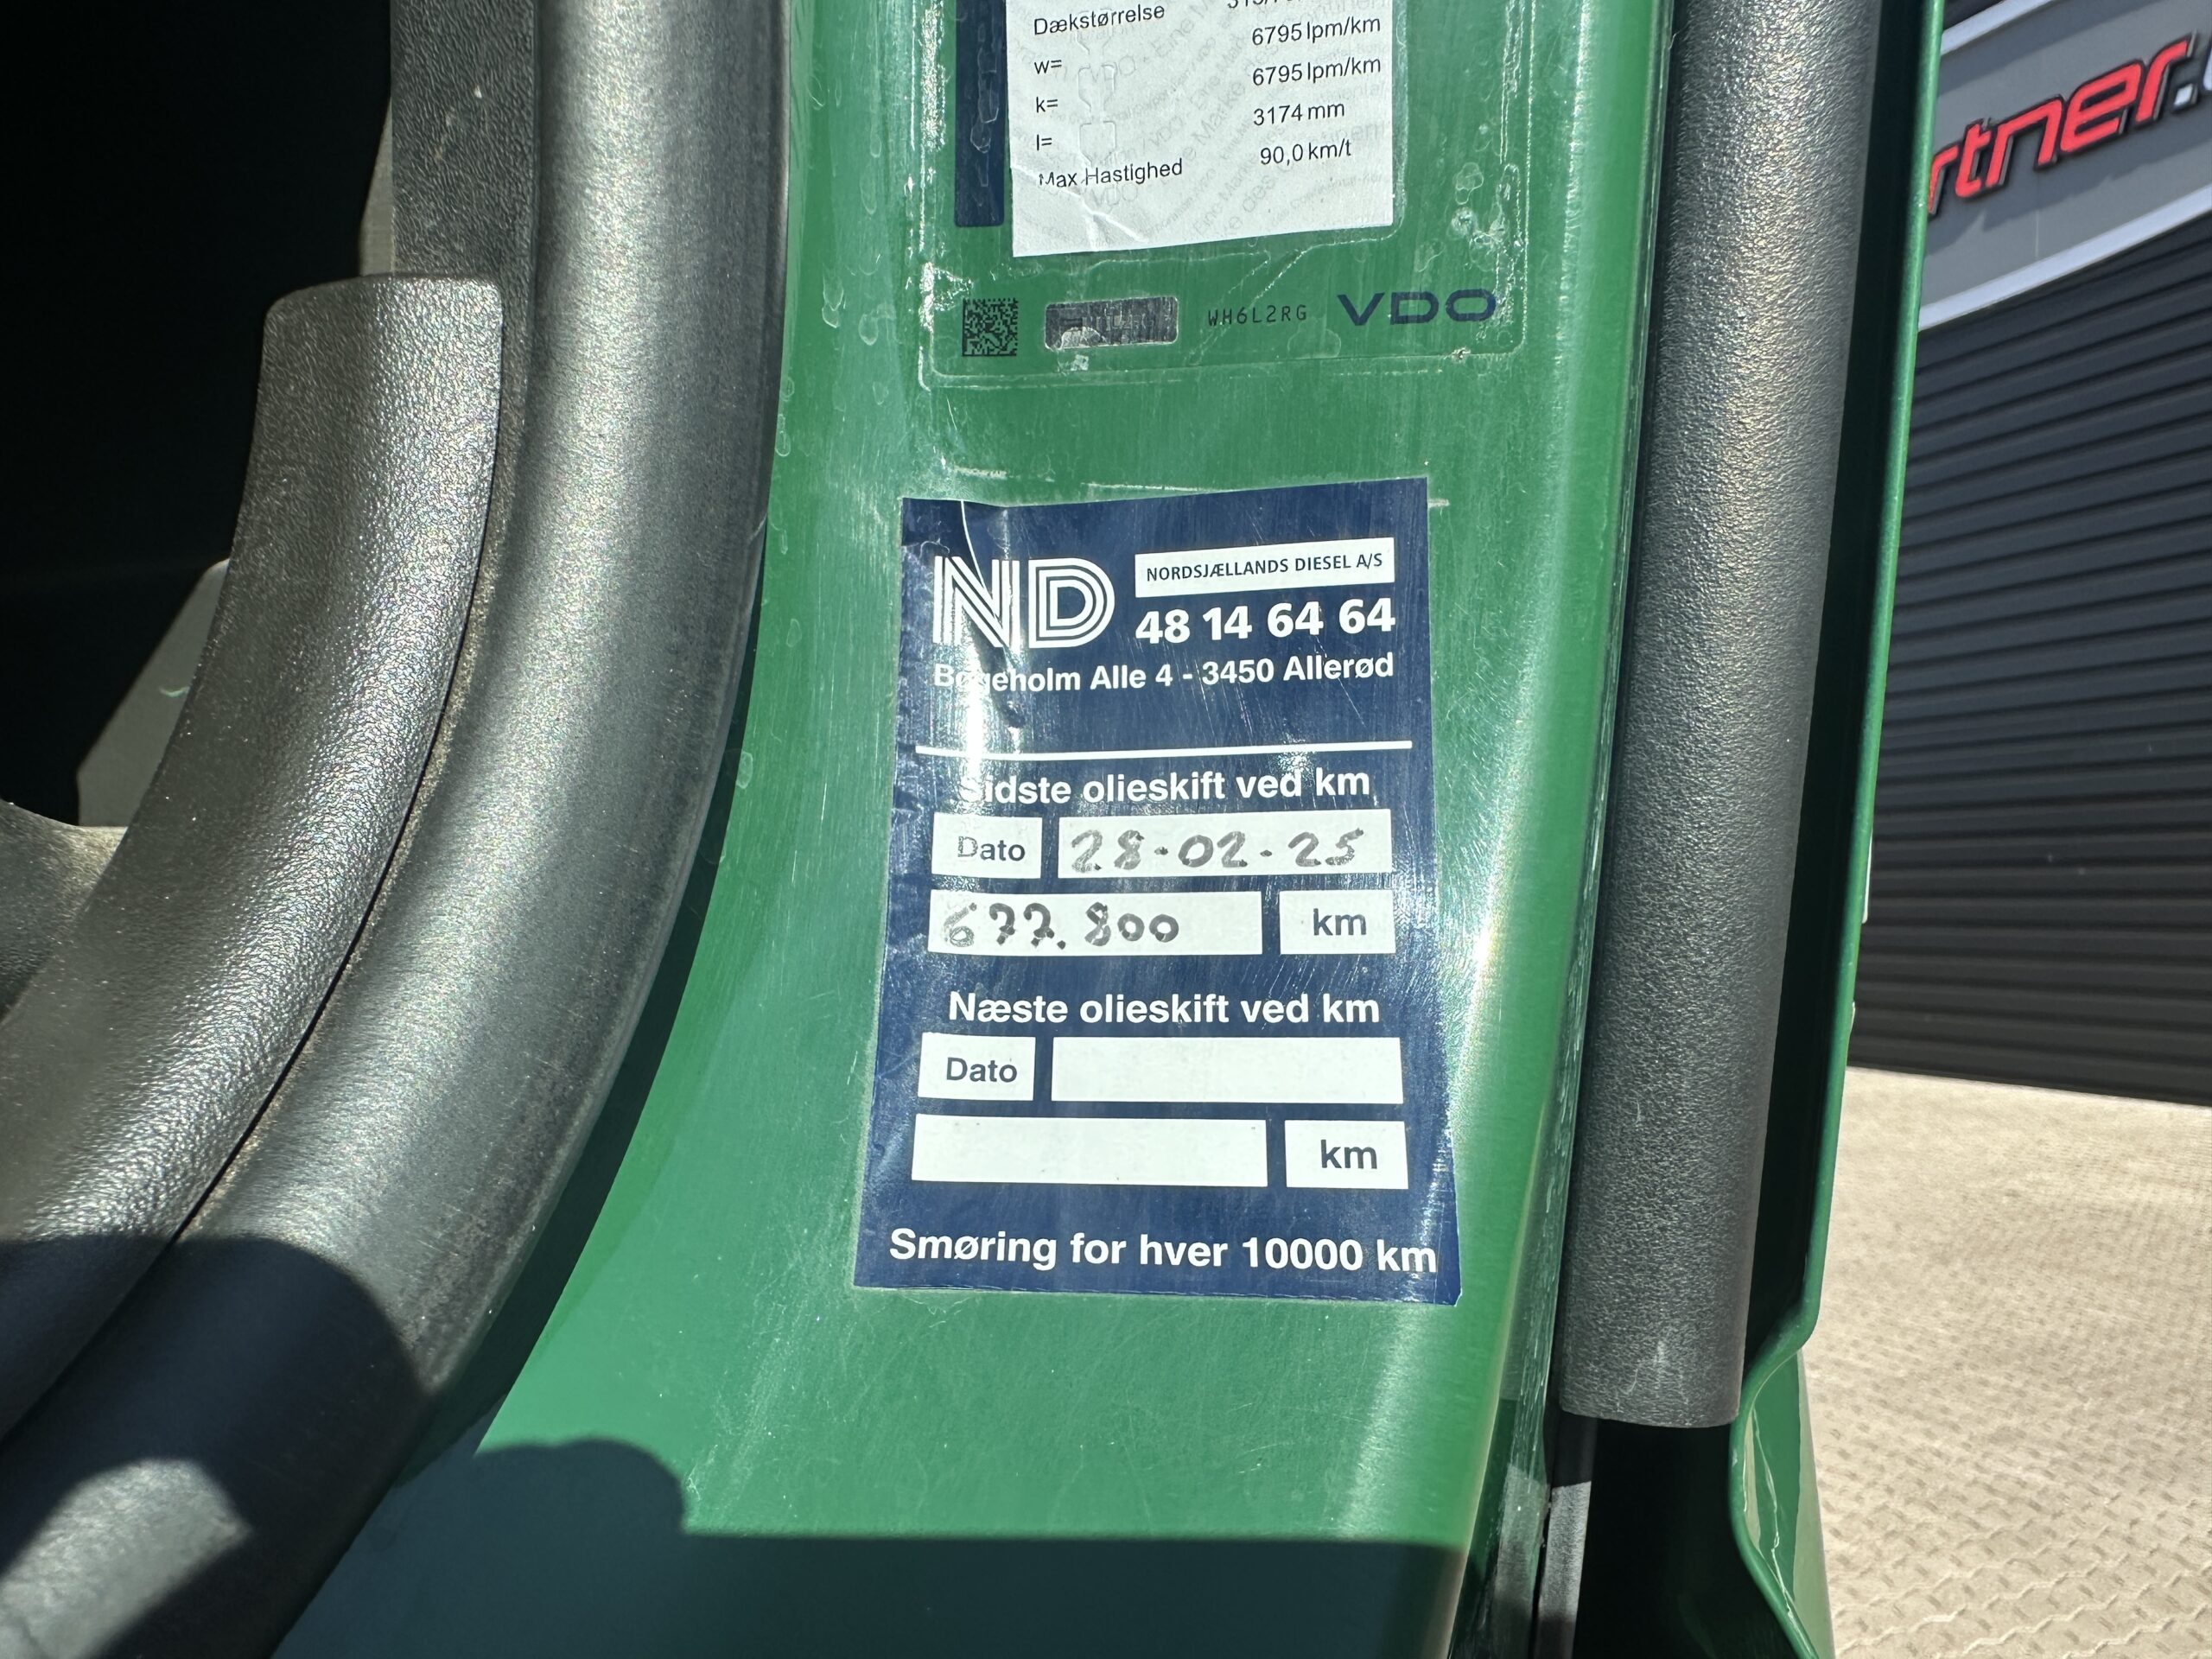 Dækstørrelse
w= 6795 lpm/km
k= 6795 lpm/km
l= 3174 mm
Max Hastighed 90,0 km/t
WH6L2RG VDO
rtner.
ND NORDSJÆLLANDS DIESEL A/S
48 14 64 64
Bøgeholm Alle 4 - 3450 Allerød
Sidste olieskift ved km
Dato 28-02-25
677.800 km
Næste olieskift ved km
Dato
km
Smøring for hver 10000 km